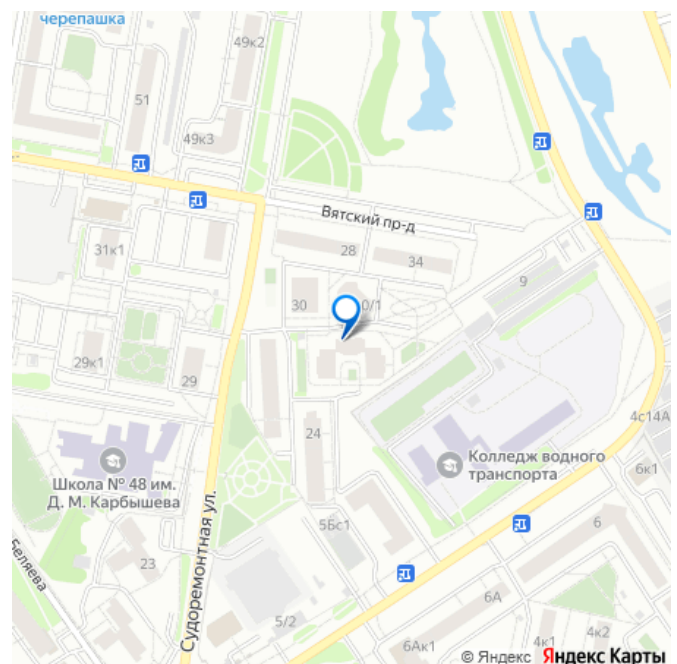 черепашка
49к2
51
49к3
Вятский пр-д
31к1
28
34
9
30
0/1
29к1
29
4с14А
24
Колледж водного
транспорта
6к1
Школа № 48 им.
Д. М. Карбышева
5Бс1
6
Беляева
23
Судоремонтная ул.
6А
5/2
4к2
4к1
6Ак1
© Яндекс Яндекс Карты